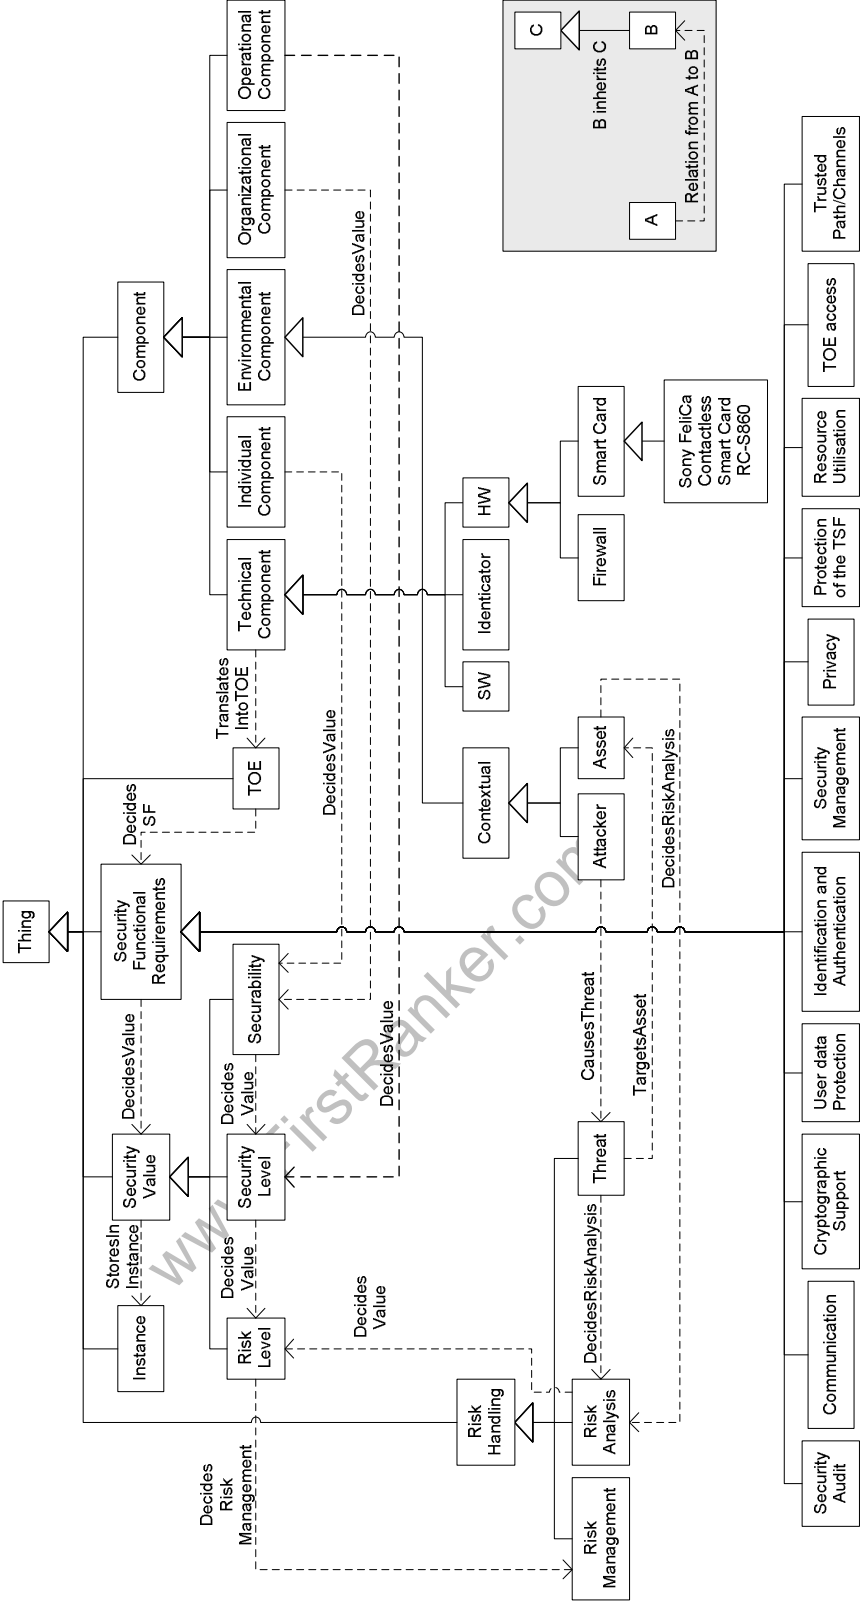 Thing
StoresIn
Instance
DecidesValue
Decides
SF
Instance
Security
Value
Security
Functional
Requirements
Component
Decides
Risk
Management
Decides
Value
Decides
Value
Translates
IntoTOE
Risk
Level
Security
Level
Securability
TOE
Technical
Component
Individual
Component
Environmental
Component
Organizational
Component
Operational
Component
Decides
Value
DecidesValue
DecidesValue
DecidesValue
Risk
Handling
Contextual
SW
Identicator
HW
C
B inherits C
A
B
Relation from A to B
Risk
Management
Risk
Analysis
DecidesRiskAnalysis
Threat
CausesThreat
TargetsAsset
Attacker
Asset
DecidesRiskAnalysis
Firewall
Smart Card
Sony FeliCa
Contactless
Smart Card
RC-S860
Security
Audit
Communication
Cryptographic
Support
User data
Protection
Identification and
Authentication
Security
Management
Privacy
Protection
of the TSF
Resource
Utilisation
TOE access
Trusted
Path/Channels
www.FirstRanker.com